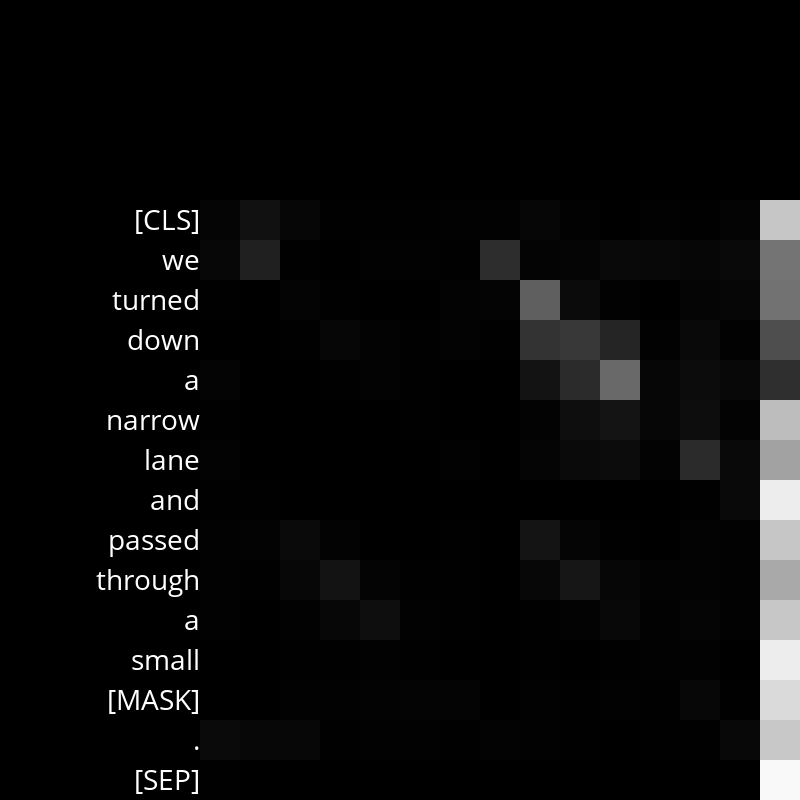 [CLS]
we
turned
down
a
narrow
lane
and
passed
through
a
small
[MASK]
.
[SEP]